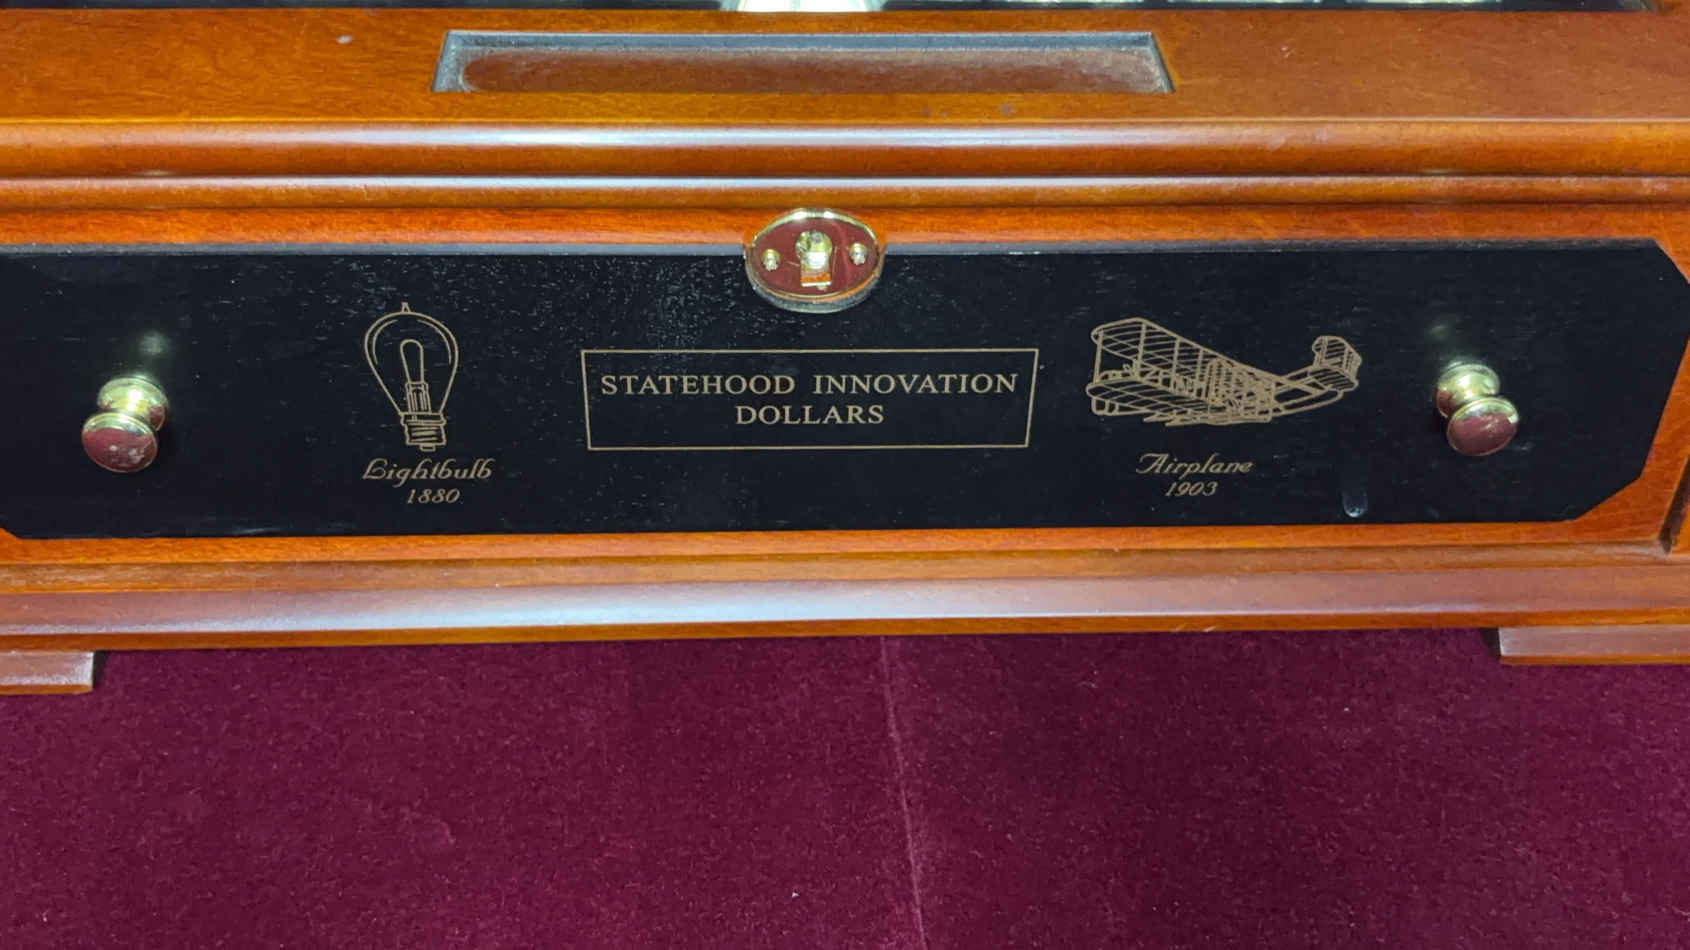 STATEHOOD INNOVATION
DOLLARS
Lightbulb
1880
Airplane
1903